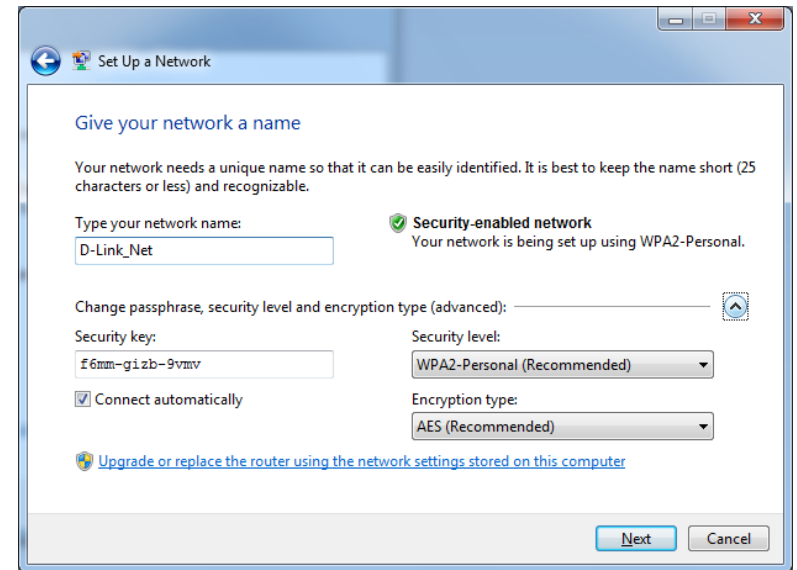 Set Up a Network
Give your network a name
Your network needs a unique name so that it can be easily identified. It is best to keep the name short (25
characters or less) and recognizable.
Type your network name:
D-Link_Net
Security-enabled network
Your network is being set up using WPA2-Personal.
Change passphrase, security level and encryption type (advanced):
Security key:
f6mm-gizb-9vmv
Security level:
WPA2-Personal (Recommended)
Connect automatically
Encryption type:
AES (Recommended)
Upgrade or replace the router using the network settings stored on this computer
Next
Cancel